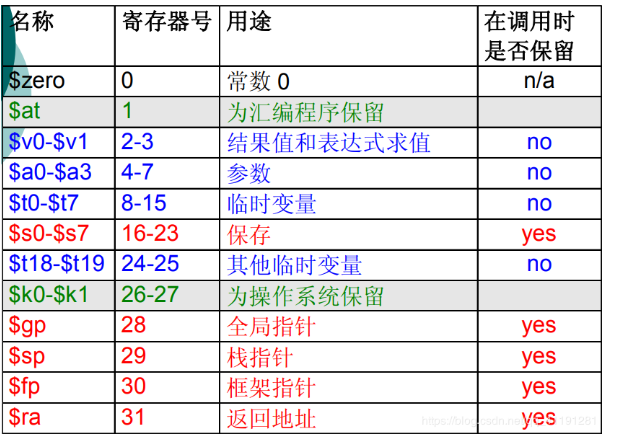 名称 寄存器号 用途 在调用时
是否保留
$zero 0 常数 0 n/a
$at 1 为汇编程序保留
$v0-$v1 2-3 结果值和表达式求值 no
$a0-$a3 4-7 参数 no
$t0-$t7 8-15 临时变量 no
$s0-$s7 16-23 保存 yes
$t18-$t19 24-25 其他临时变量 no
$k0-$k1 26-27 为操作系统保留
$gp 28 全局指针 yes
$sp 29 栈指针 yes
$fp 30 框架指针 yes
$ra 31 返回地址 yes